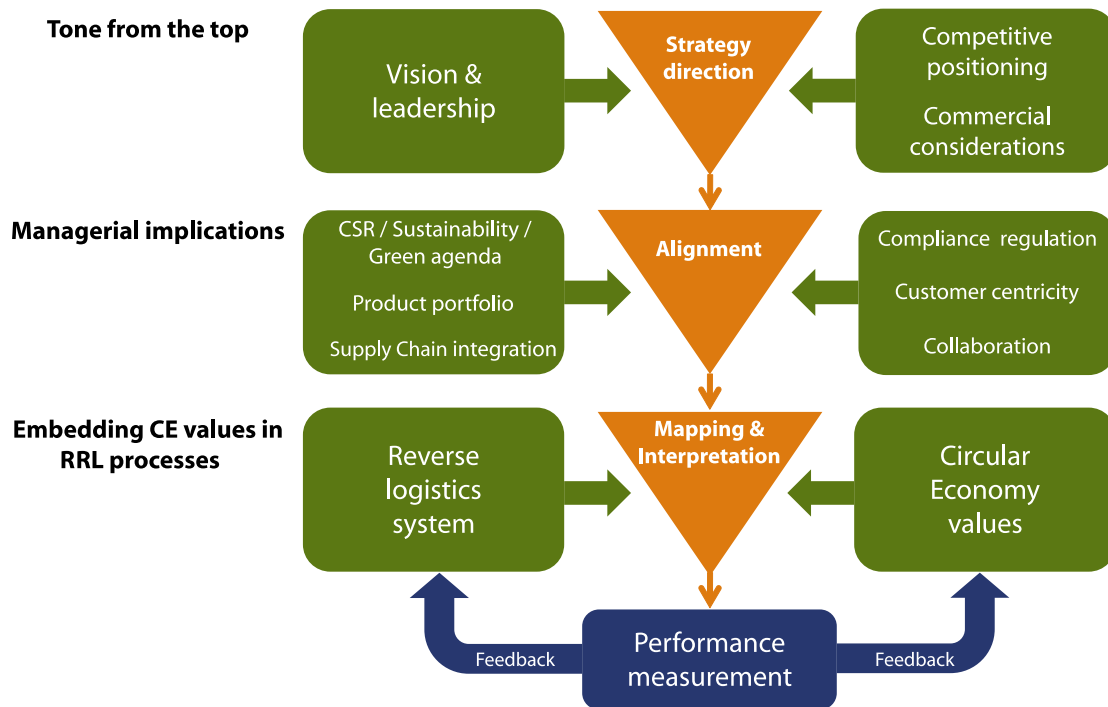 Tone from the top
Vision &
leadership
Strategy
direction
Competitive
positioning
Commercial
considerations
Managerial implications
CSR / Sustainability /
Green agenda
Product portfolio
Supply Chain integration
Alignment
Compliance regulation
Customer centricity
Collaboration
Embedding CE values in
RRL processes
Reverse
logistics
system
Mapping &
Interpretation
Circular
Economy
values
Feedback
Performance
measurement
Feedback